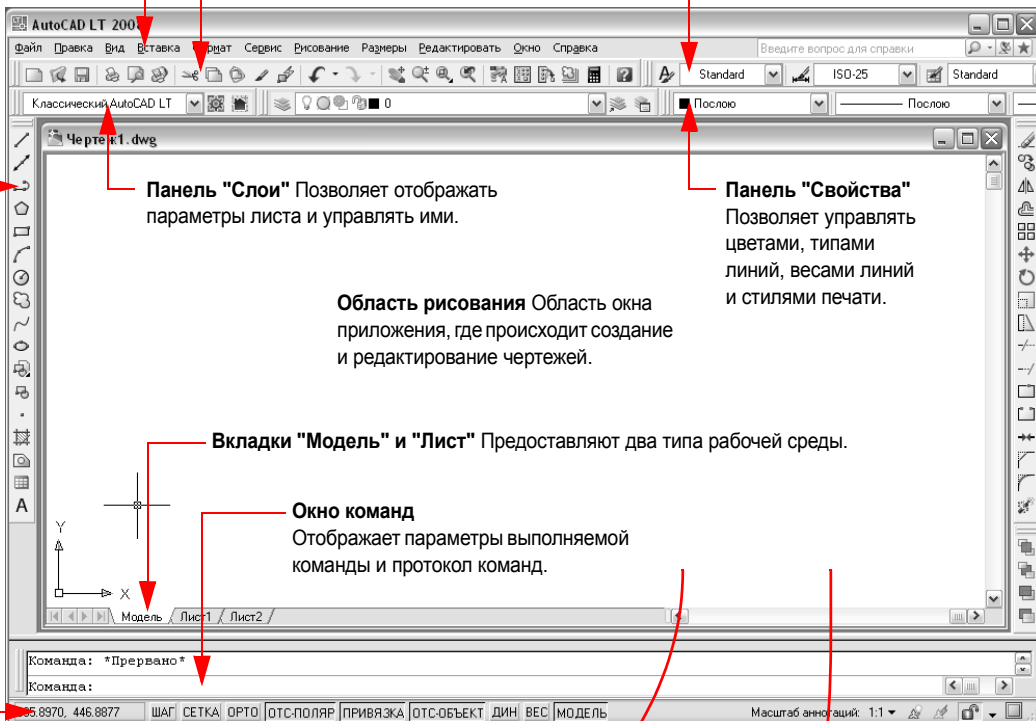 AutoCAD LT 200
Файл Правка Вид Вставка Формат Сервис Рисование Размеры Редактировать Окно Справка Введите вопрос для справки
Standard ISO-25 Standard
Классический AutoCAD LT 0 Послою Послою
Чертеж1.dwg
Панель "Слои" Позволяет отображать
параметры листа и управлять ими.
Панель "Свойства"
Позволяет управлять
цветами, типами
линий, весами линий
и стилями печати.
Область рисования Область окна
приложения, где происходит создание
и редактирование чертежей.
Вкладки "Модель" и "Лист" Предоставляют два типа рабочей среды.
Окно команд
Отображает параметры выполняемой
команды и протокол команд.
A
Y
X
Модель Лист1 Лист2
Команда: *Прервано*
Команда:
5.8970, 446.8877 ШАГ СЕТКА ОРТО ОТС-ПОЛЯР ПРИВЯЗКА ОТС-ОБЪЕКТ ДИН ВЕС МОДЕЛЬ Масштаб аннотаций: 1:1